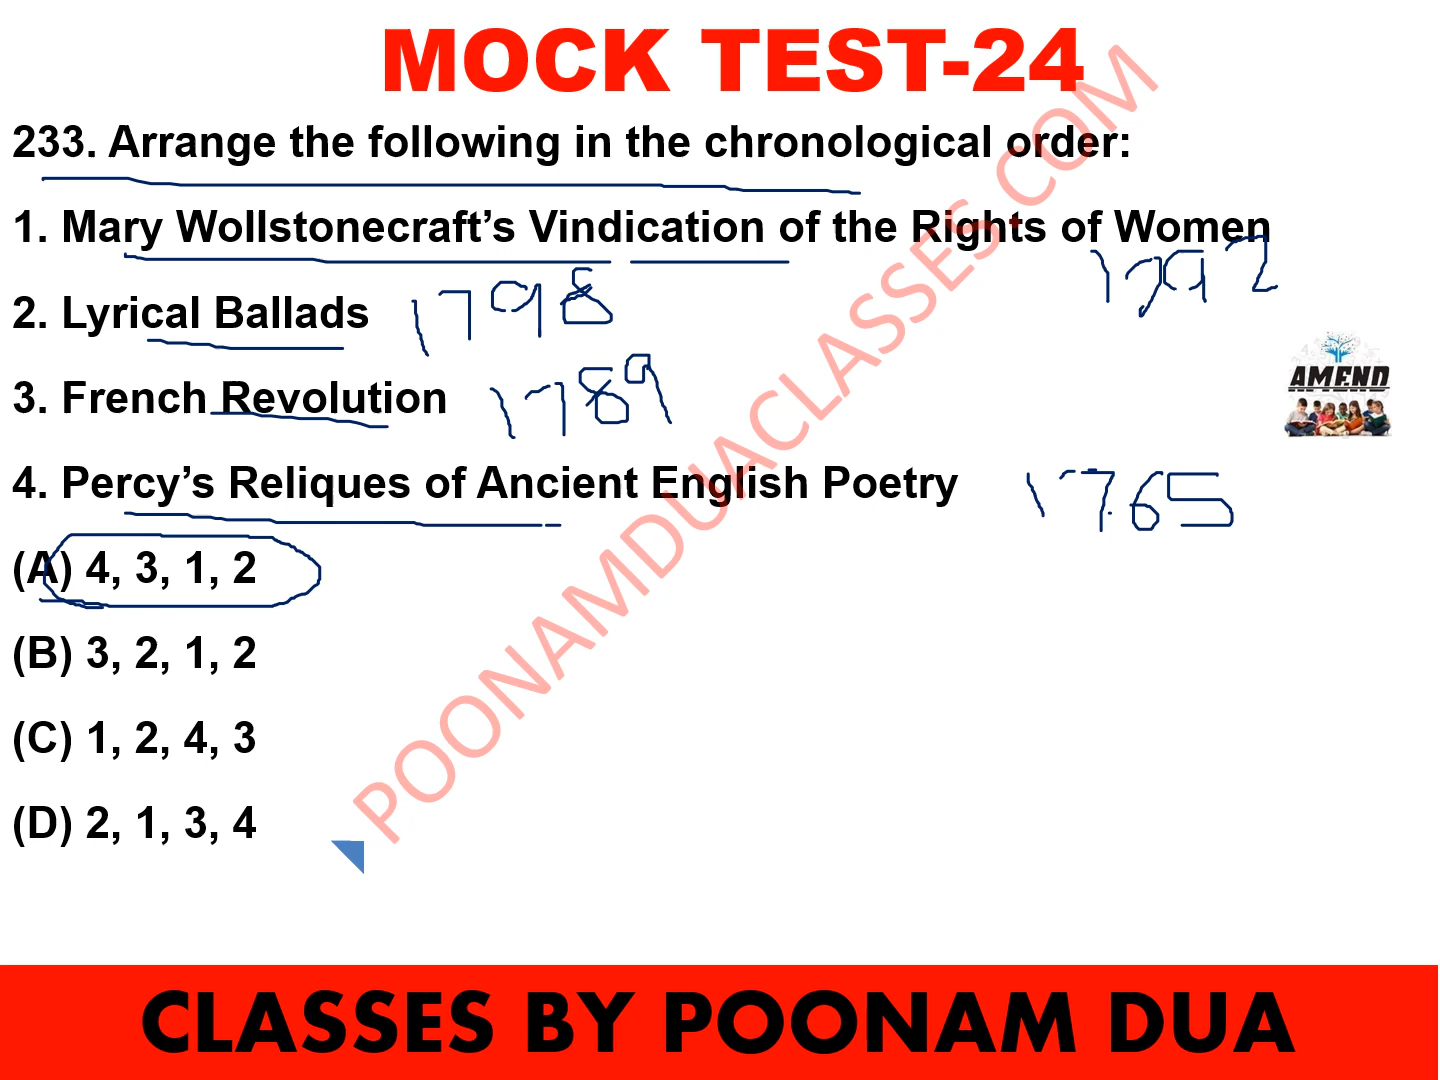 MOCK TEST-24
233. Arrange the following in the chronological order:
1. Mary Wollstonecraft's Vindication of the Rights of Women
1792
2. Lyrical Ballads 1798
3. French Revolution 1789
AMEND
4. Percy's Reliques of Ancient English Poetry 1765
(A) 4, 3, 1, 2
(B) 3, 2, 1, 2
(C) 1, 2, 4, 3
(D) 2, 1, 3, 4
POONAMDUACLASSES.COM
CLASSES BY POONAM DUA